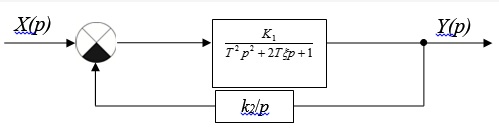 X(p)
Y(p)
K₁
T²p²+2Tξp+1
k₂/p